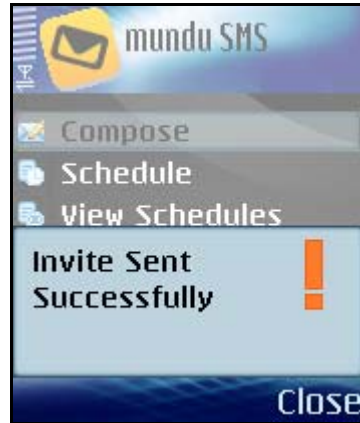 mundu SMS
Compose
Schedule
View Schedules
Invite Sent
Successfully
!
Close